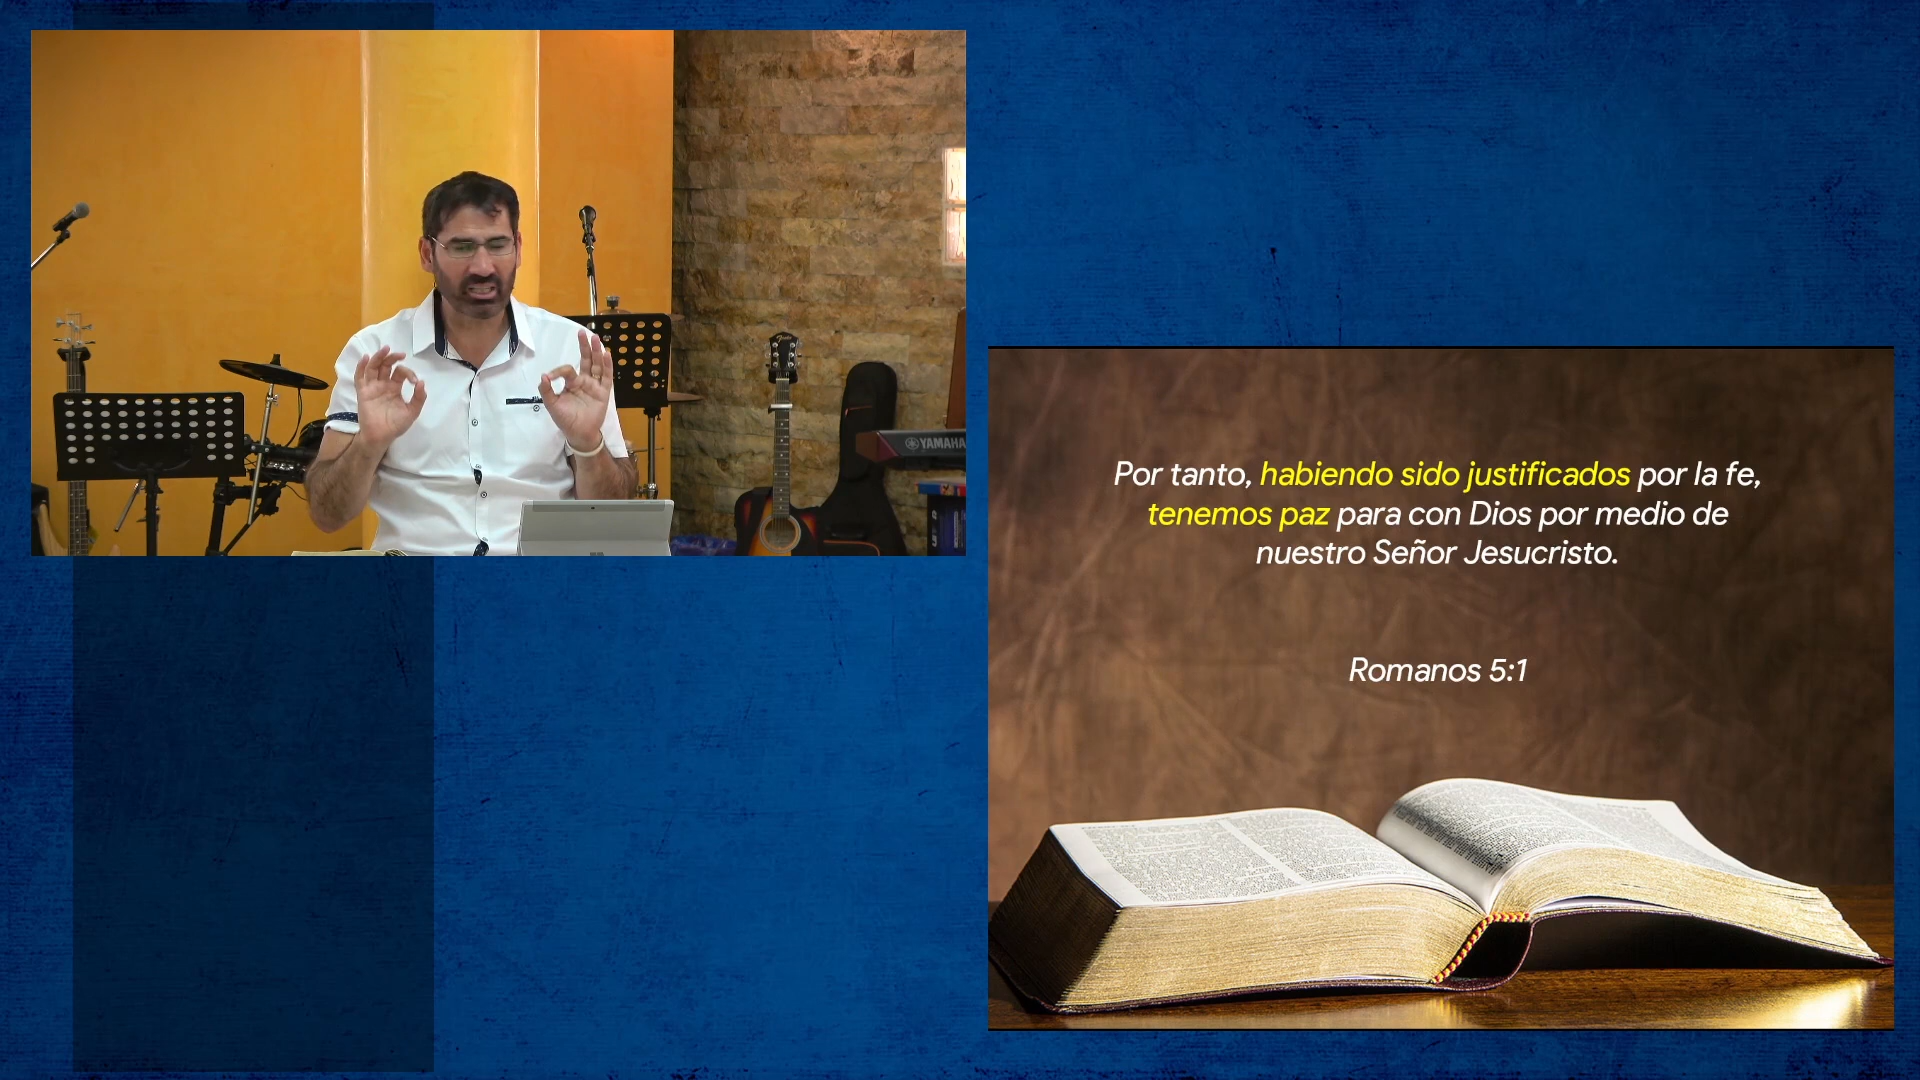 Fender
YAMAHA
Por tanto, habiendo sido justificados por la fe,
tenemos paz para con Dios por medio de
nuestro Señor Jesucristo.
Romanos 5:1